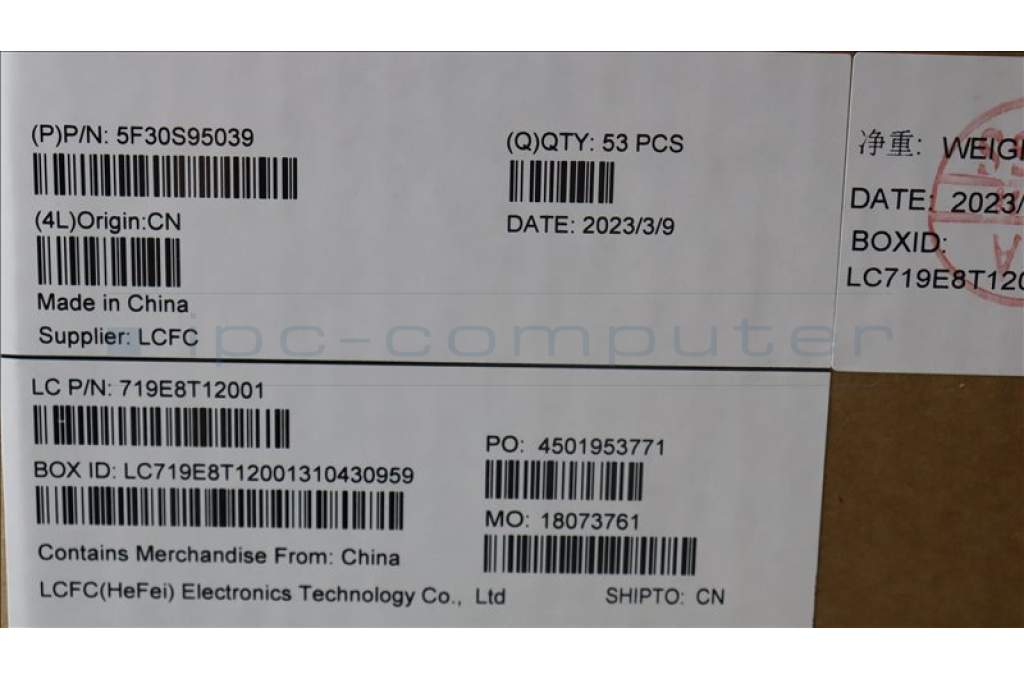 (P)P/N: 5F30S95039
(Q)QTY: 53 PCS
(4L)Origin:CN
DATE: 2023/3/9
Made in China
Supplier: LCFC
净重: WEIG
DATE: 2023/
BOXID:
LC719E8T120
ipc-computer
LC P/N: 719E8T12001
PO: 4501953771
BOX ID: LC719E8T12001310430959
MO: 18073761
Contains Merchandise From: China
LCFC(HeFei) Electronics Technology Co., Ltd
SHIPTO: CN